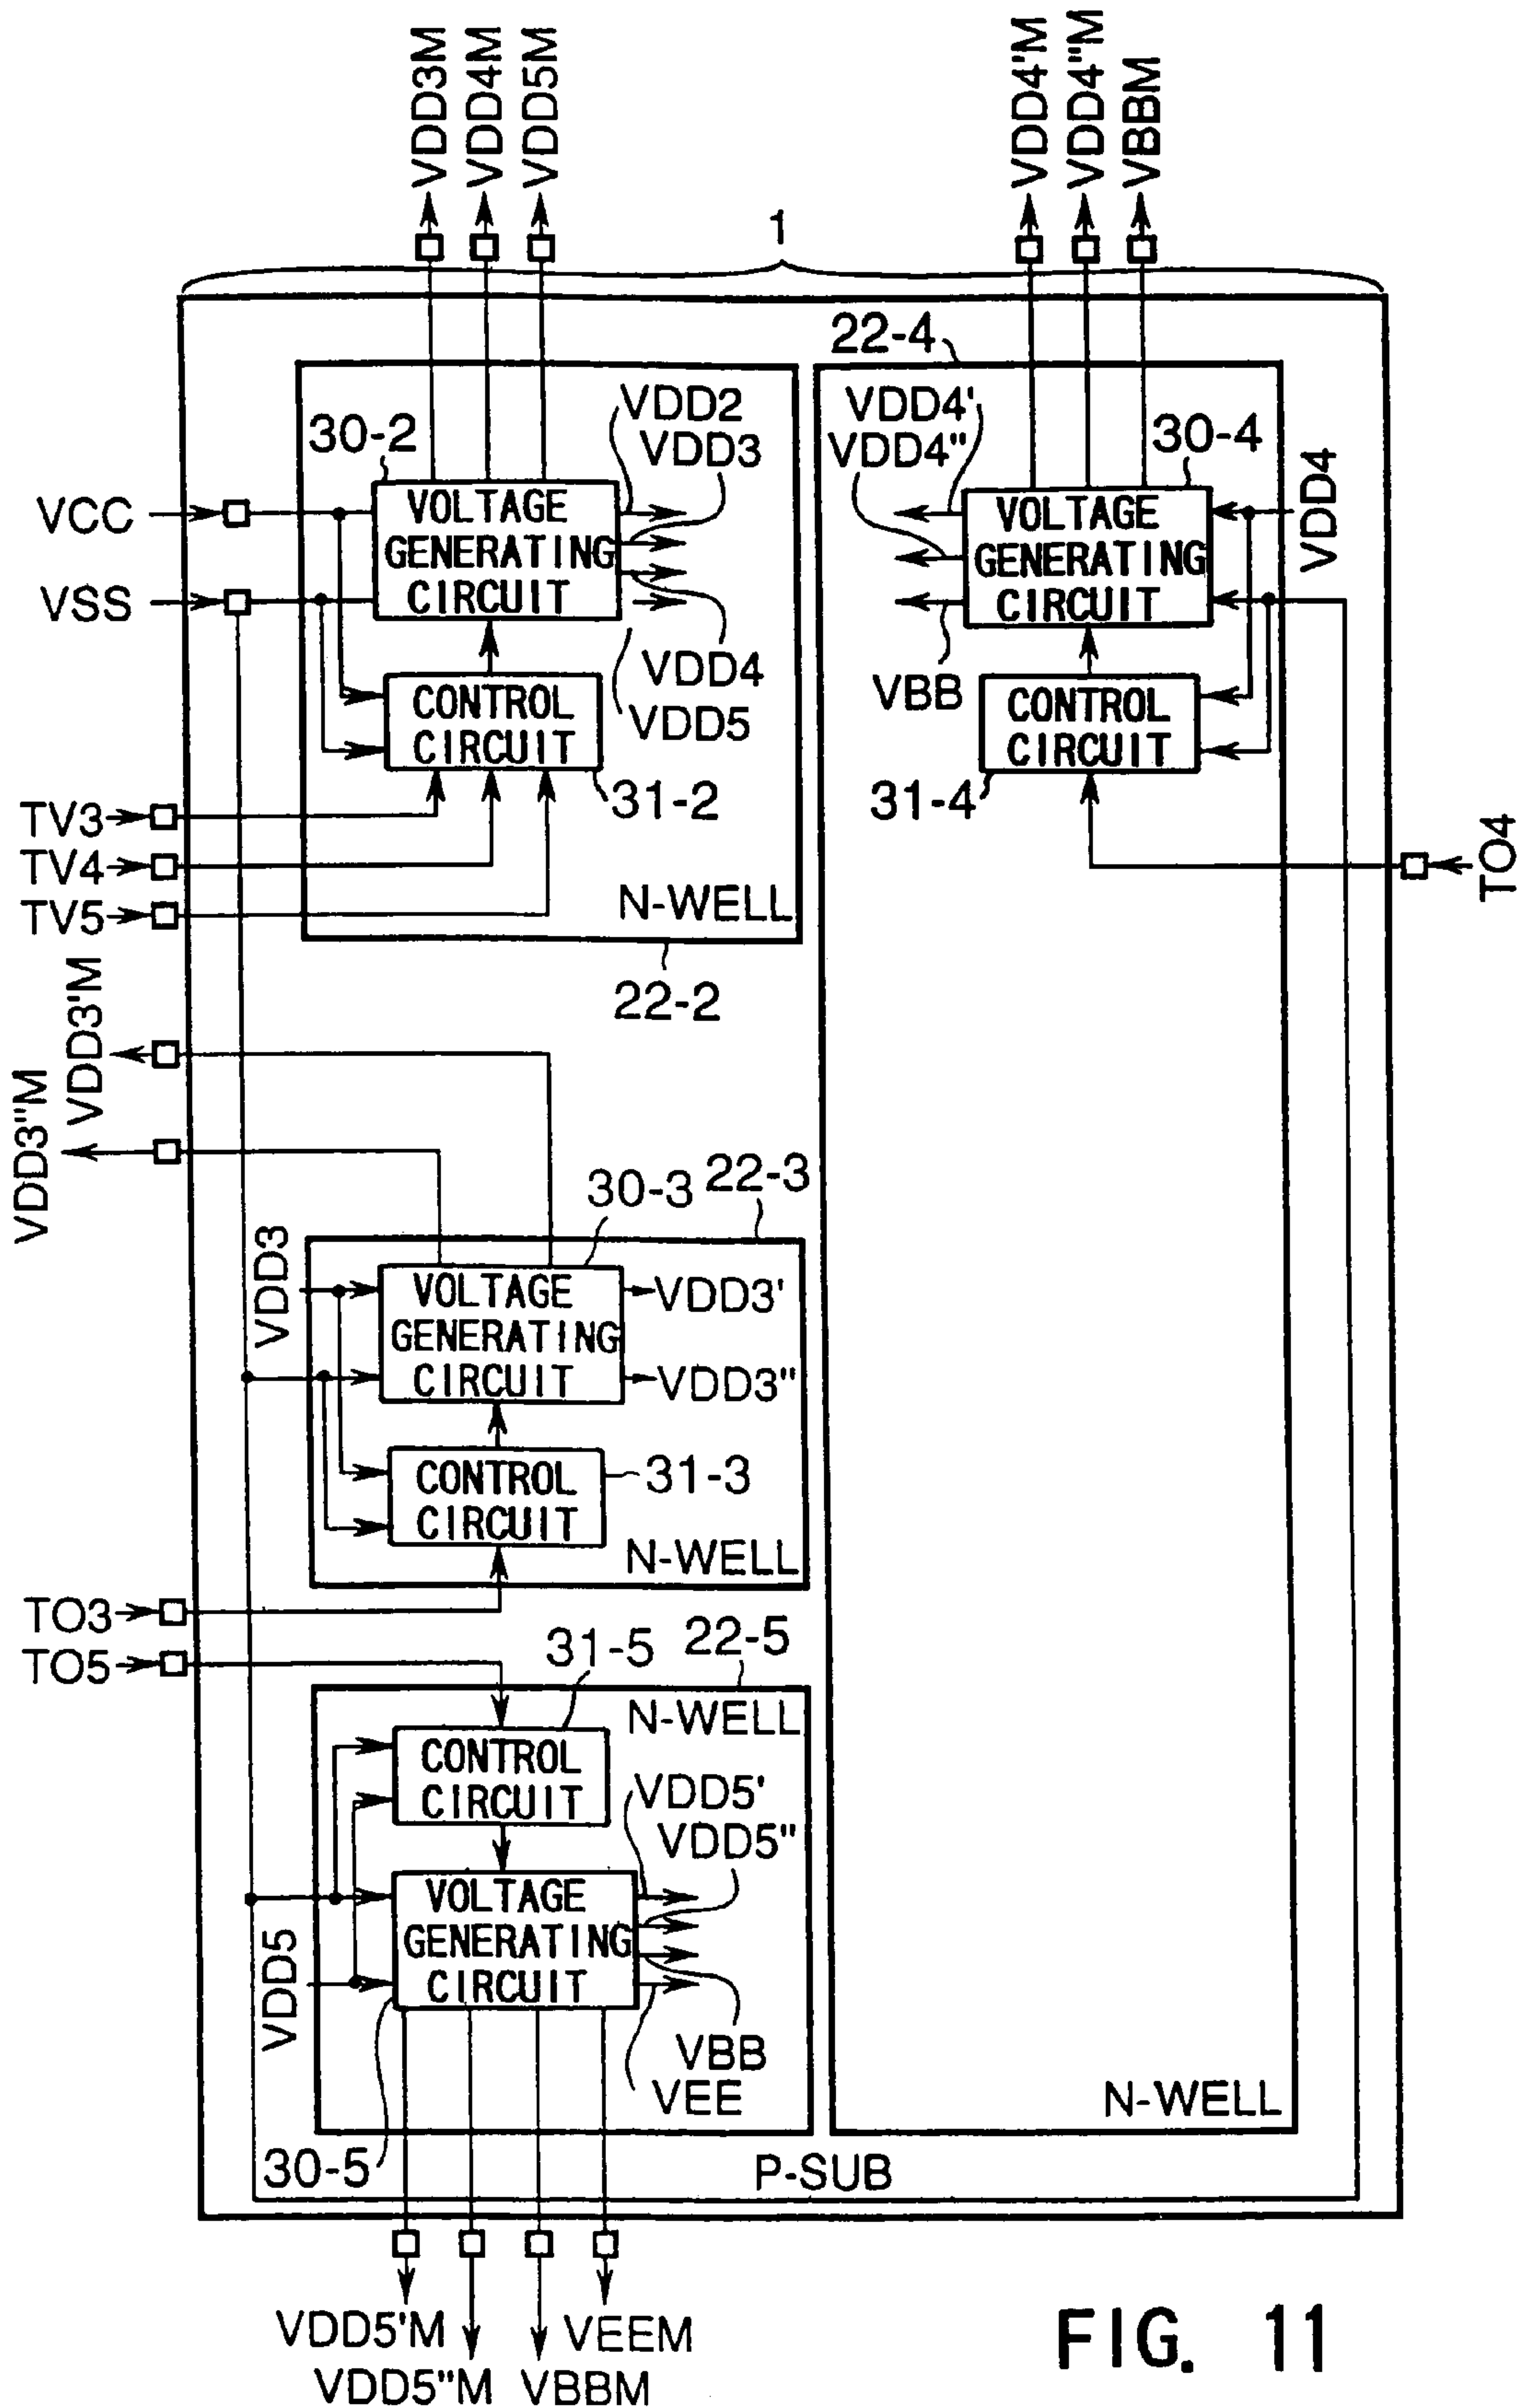 VDD3M
VDD4M
VDD5M
VDD4'M
VDD4"M
VBBM
1
22-4
VDD2
VDD3
30-2
VDD4'
VDD4"
30-4
VDD4
VCC
VSS
VOLTAGE
GENERATING
CIRCUIT
VOLTAGE
GENERATING
CIRCUIT
VDD4
VDD5
VBB
CONTROL
CIRCUIT
CONTROL
CIRCUIT
31-2
31-4
TV3
TV4
TV5
TO4
N-WELL
22-2
VDD3'M
VDD3"M
30-3
22-3
VDD3
VOLTAGE
GENERATING
CIRCUIT
VDD3'
VDD3"
CONTROL
CIRCUIT
31-3
N-WELL
TO3
TO5
31-5
22-5
N-WELL
CONTROL
CIRCUIT
VDD5'
VDD5"
VOLTAGE
GENERATING
CIRCUIT
VDD5
VBB
VEE
N-WELL
30-5
P-SUB
VDD5'M
VEEM
VDD5"M
VBBM
FIG. 11